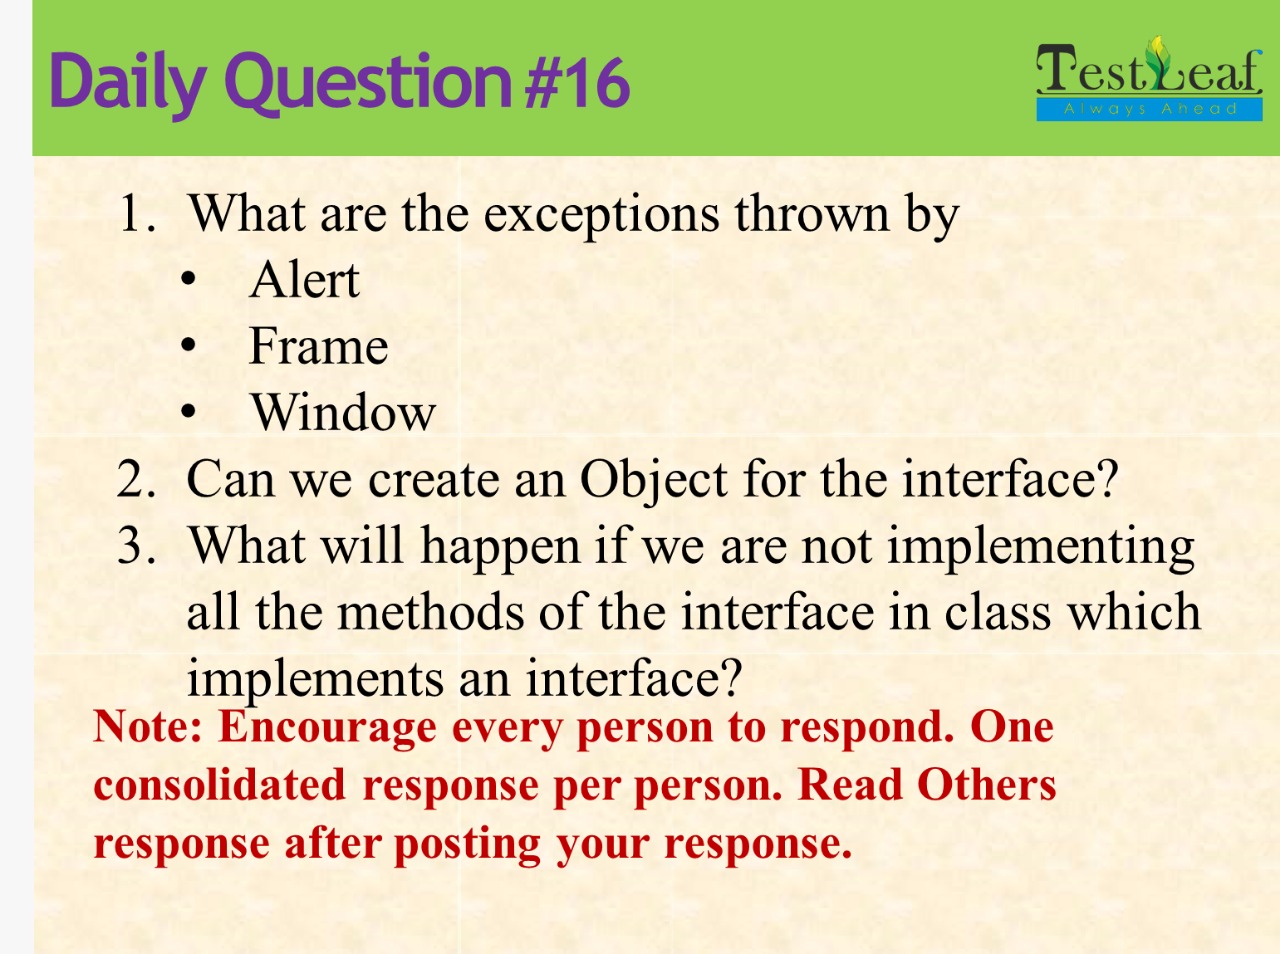 Daily Question #16
TestLeaf
Always Ahead
1. What are the exceptions thrown by
• Alert
• Frame
• Window
2. Can we create an Object for the interface?
3. What will happen if we are not implementing
all the methods of the interface in class which
implements an interface?
Note: Encourage every person to respond. One
consolidated response per person. Read Others
response after posting your response.